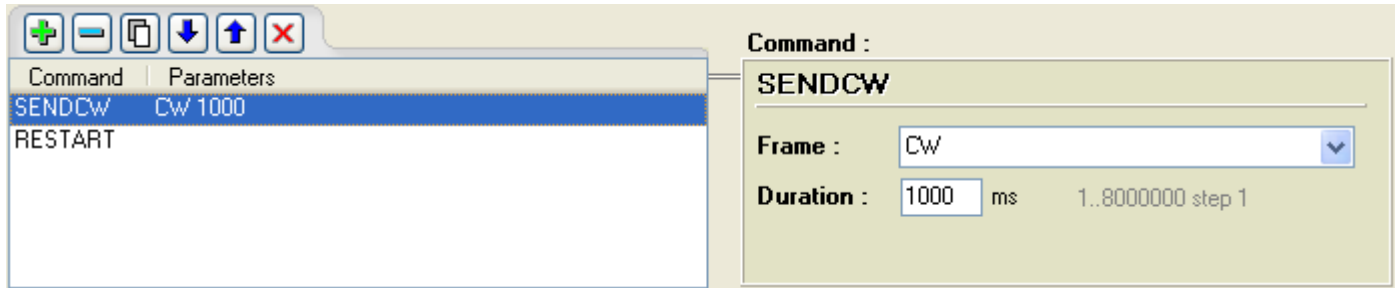 Command Parameters
SENDCW CW 1000
RESTART
Command :
SENDCW
Frame : CW
Duration : 1000 ms 1..8000000 step 1